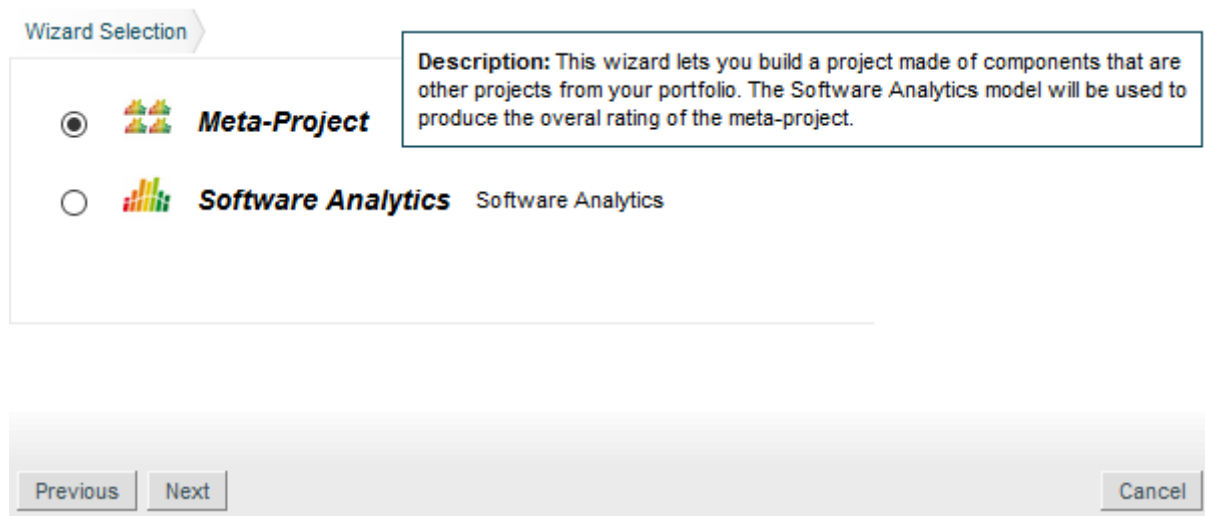 Wizard Selection
Description: This wizard lets you build a project made of components that are
other projects from your portfolio. The Software Analytics model will be used to
produce the overal rating of the meta-project.
Meta-Project
Software Analytics Software Analytics
Previous Next Cancel